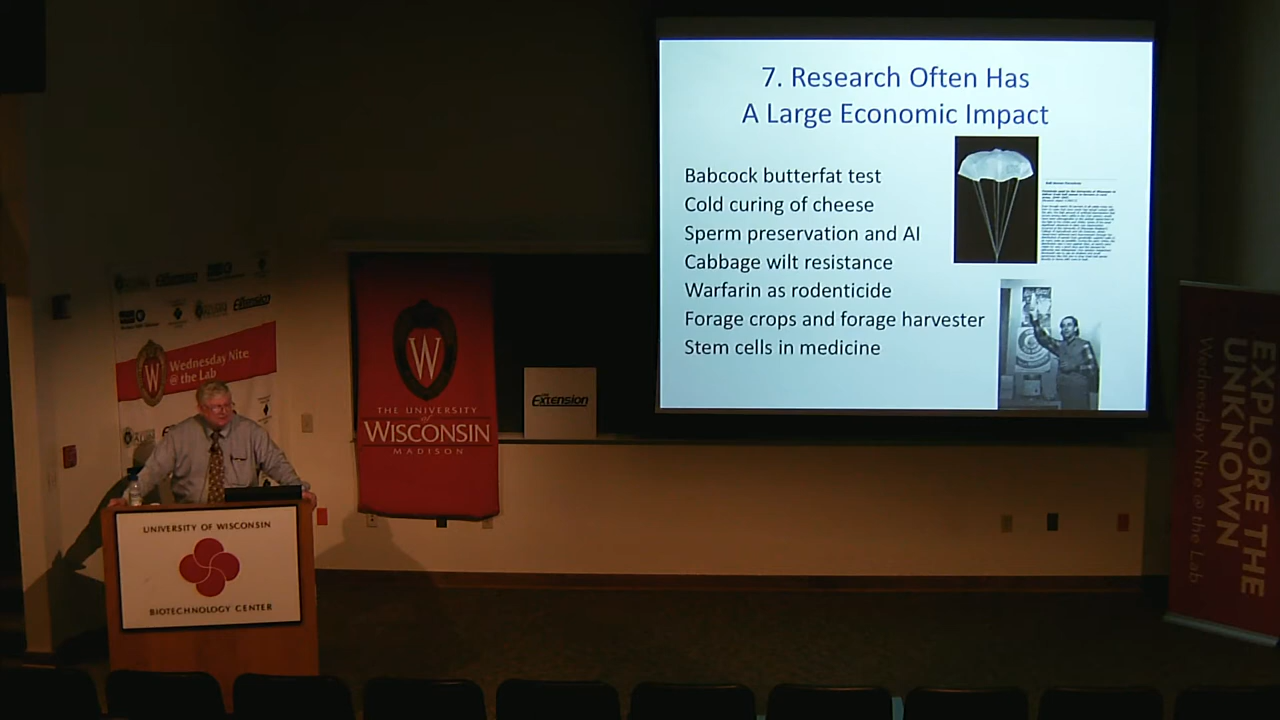 7. Research Often Has
A Large Economic Impact
Babcock butterfat test
Cold curing of cheese
Sperm presenation and AI
Cabbage wilt resistance
Warfarin as rodenticide
Forage crops and forage harvester
Stem cells in medicine
Wednesday Nite
@ the Lab
W
THE UNIVERSITY
of
WISCONSIN
MADISON
Extension
UNIVERSITY OF WISCONSIN
BIOTECHNOLOGY CENTER
EXPLORE THE
UNKNOWN
Wednesday Nite @ the Lab